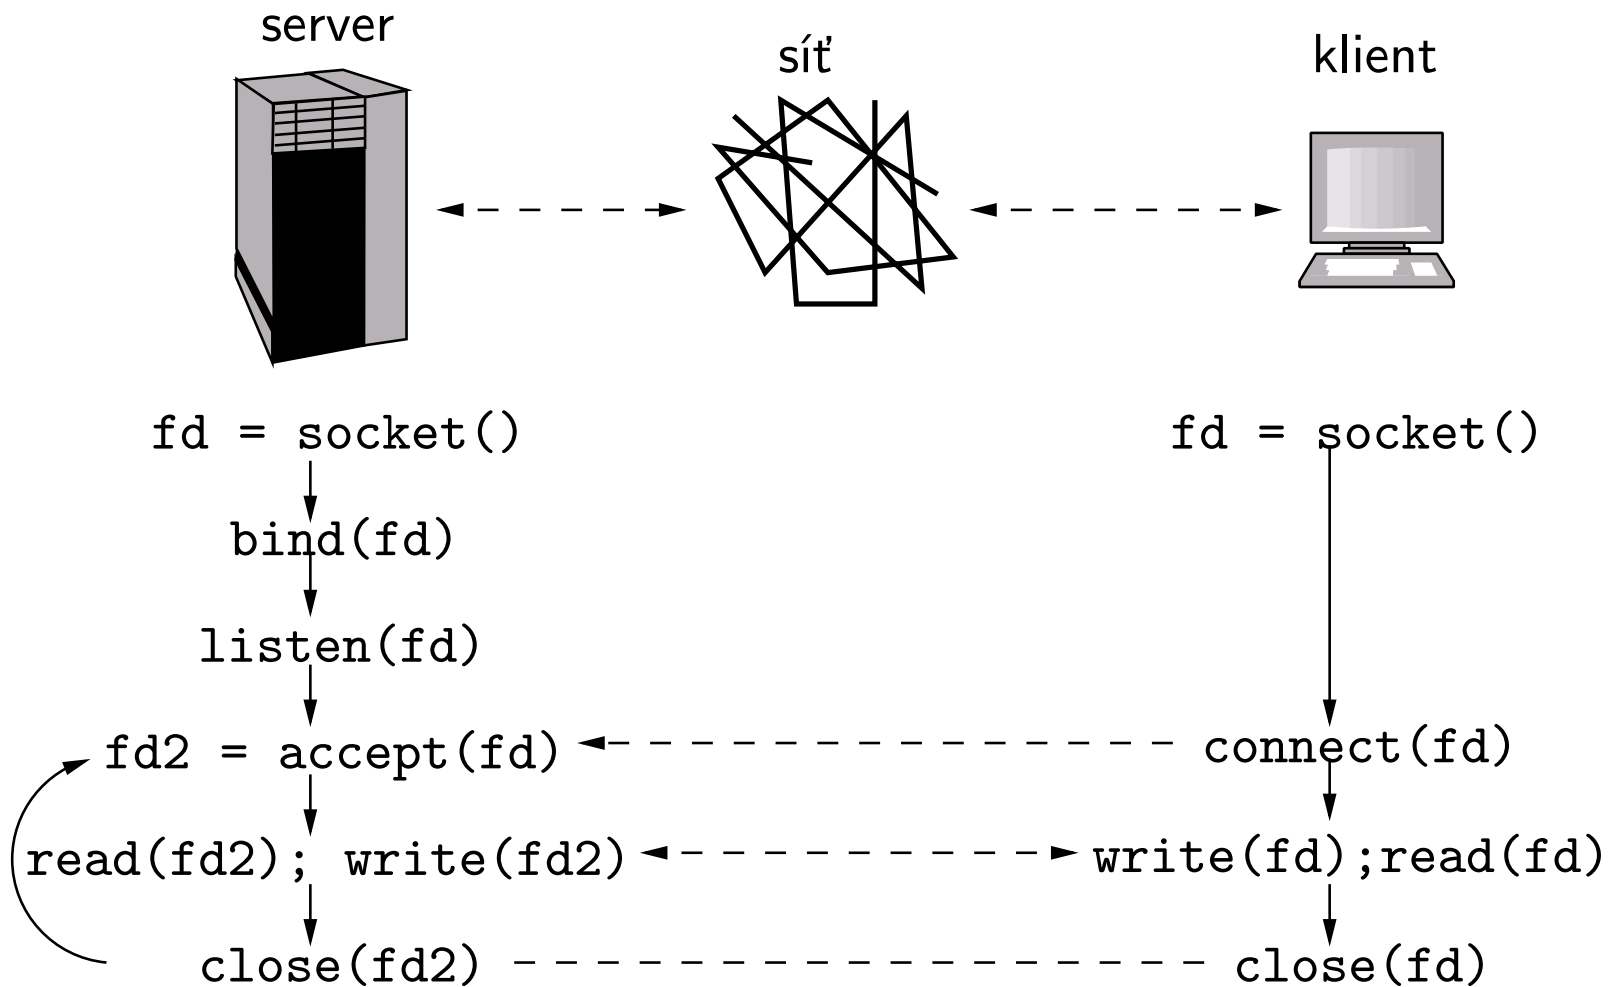 server
síť
klient
fd = socket()
fd = socket()
bind(fd)
listen(fd)
fd2 = accept(fd)
connect(fd)
read(fd2); write(fd2)
write(fd);read(fd)
close(fd2)
close(fd)